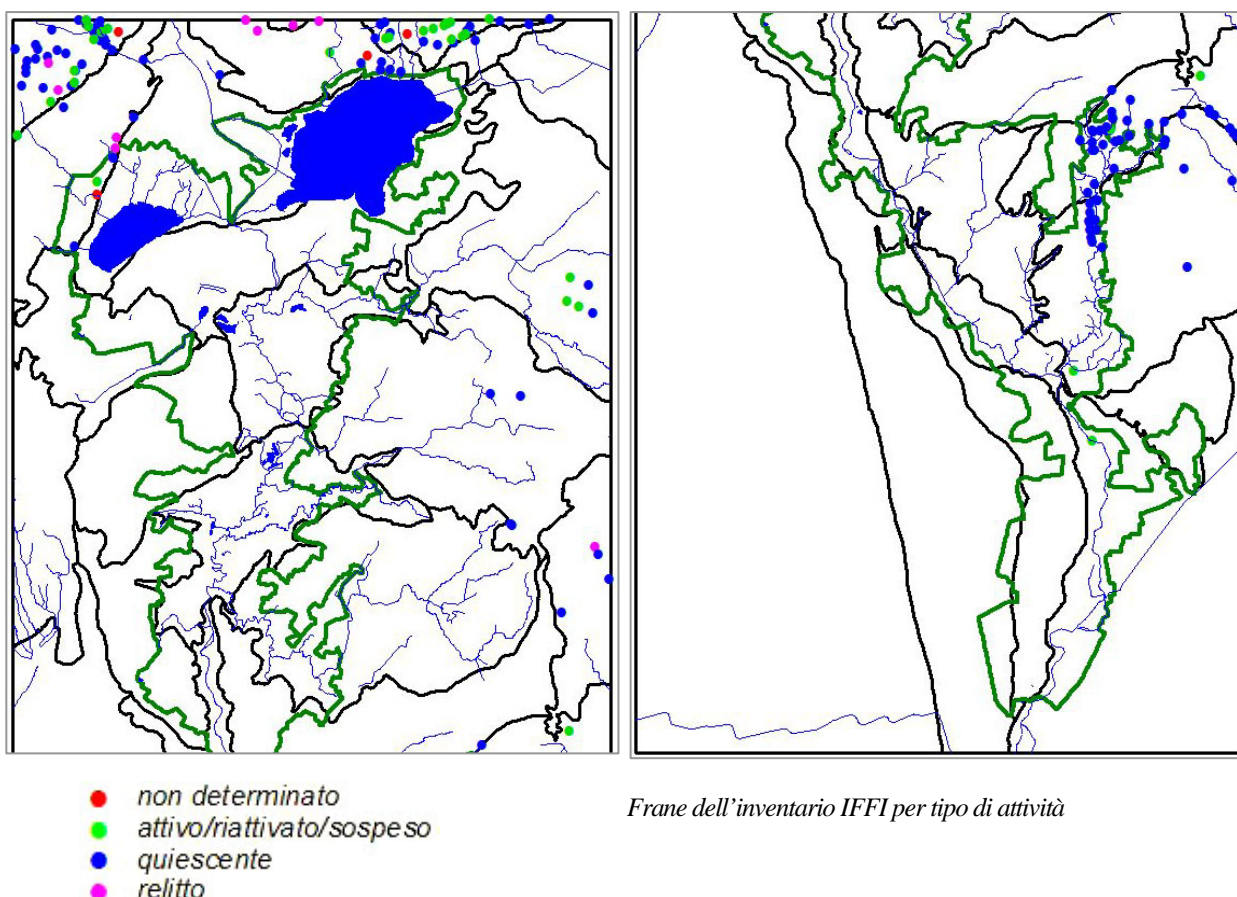 non determinato
attivo/riattivato/sospeso
quiescente
relitto
Frane dell'inventario IFFI per tipo di attività